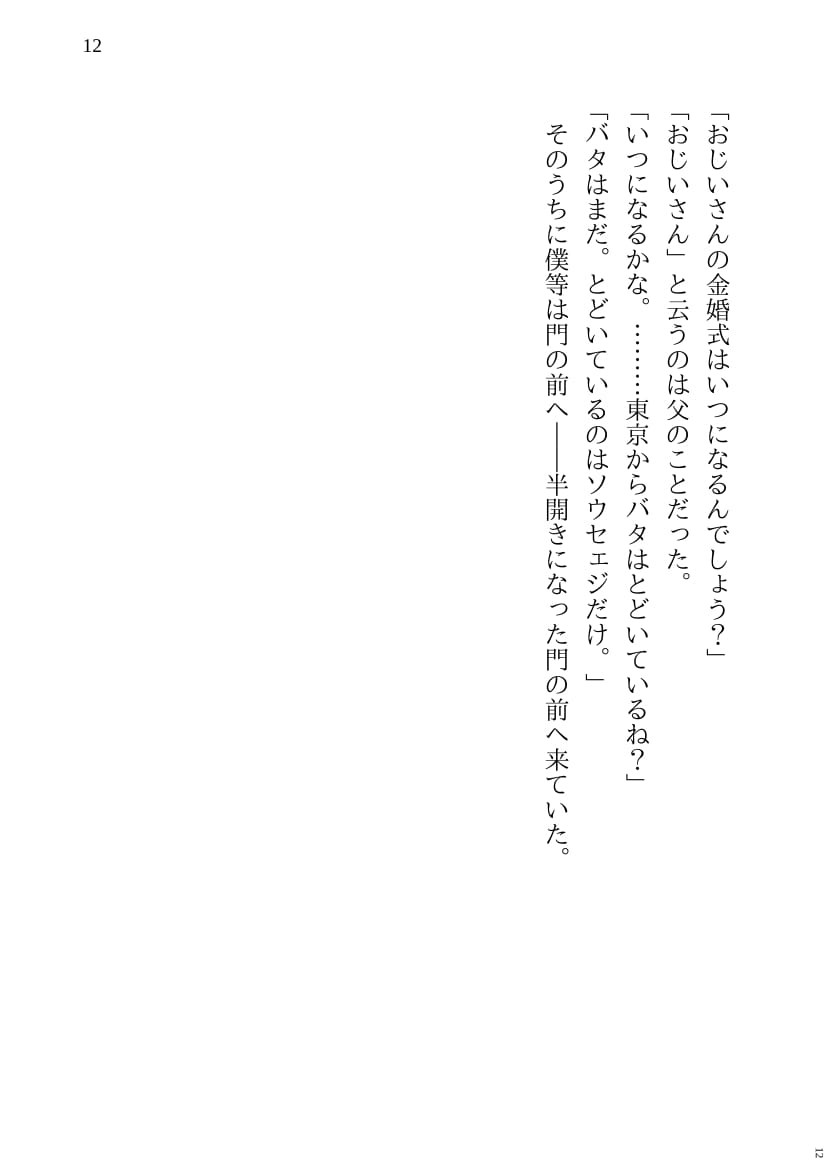 12
「おじいさんの金婚式はいつになるんでしょう？」
「おじいさん」と云うのは父のことだった。
「いつになるかな。………東京からバタはとどいているね？」
「バタはまだ。とどいているのはソウセェジだけ。」
　そのうちに僕等は門の前へ――半開きになった門の前へ来ていた。
12